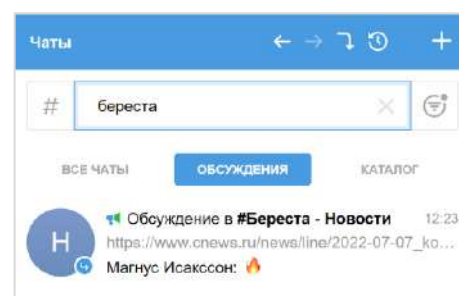 Чаты
# береста
ВСЕ ЧАТЫ ОБСУЖДЕНИЯ КАТАЛОГ
Н Обсуждение в #Береста - Новости 12:23
https://www.cnews.ru/news/line/2022-07-07_ko...
Магнус Исакссон: